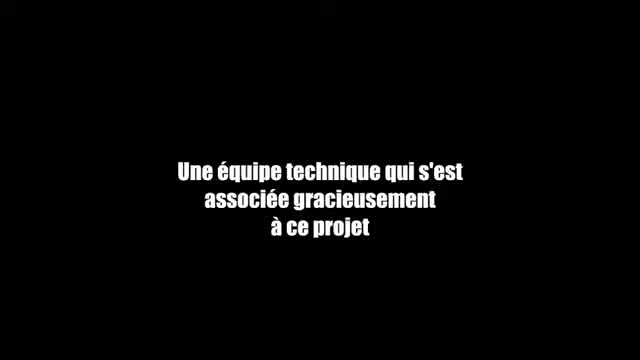 Une équipe technique qui s'est
associée gracieusement
à ce projet